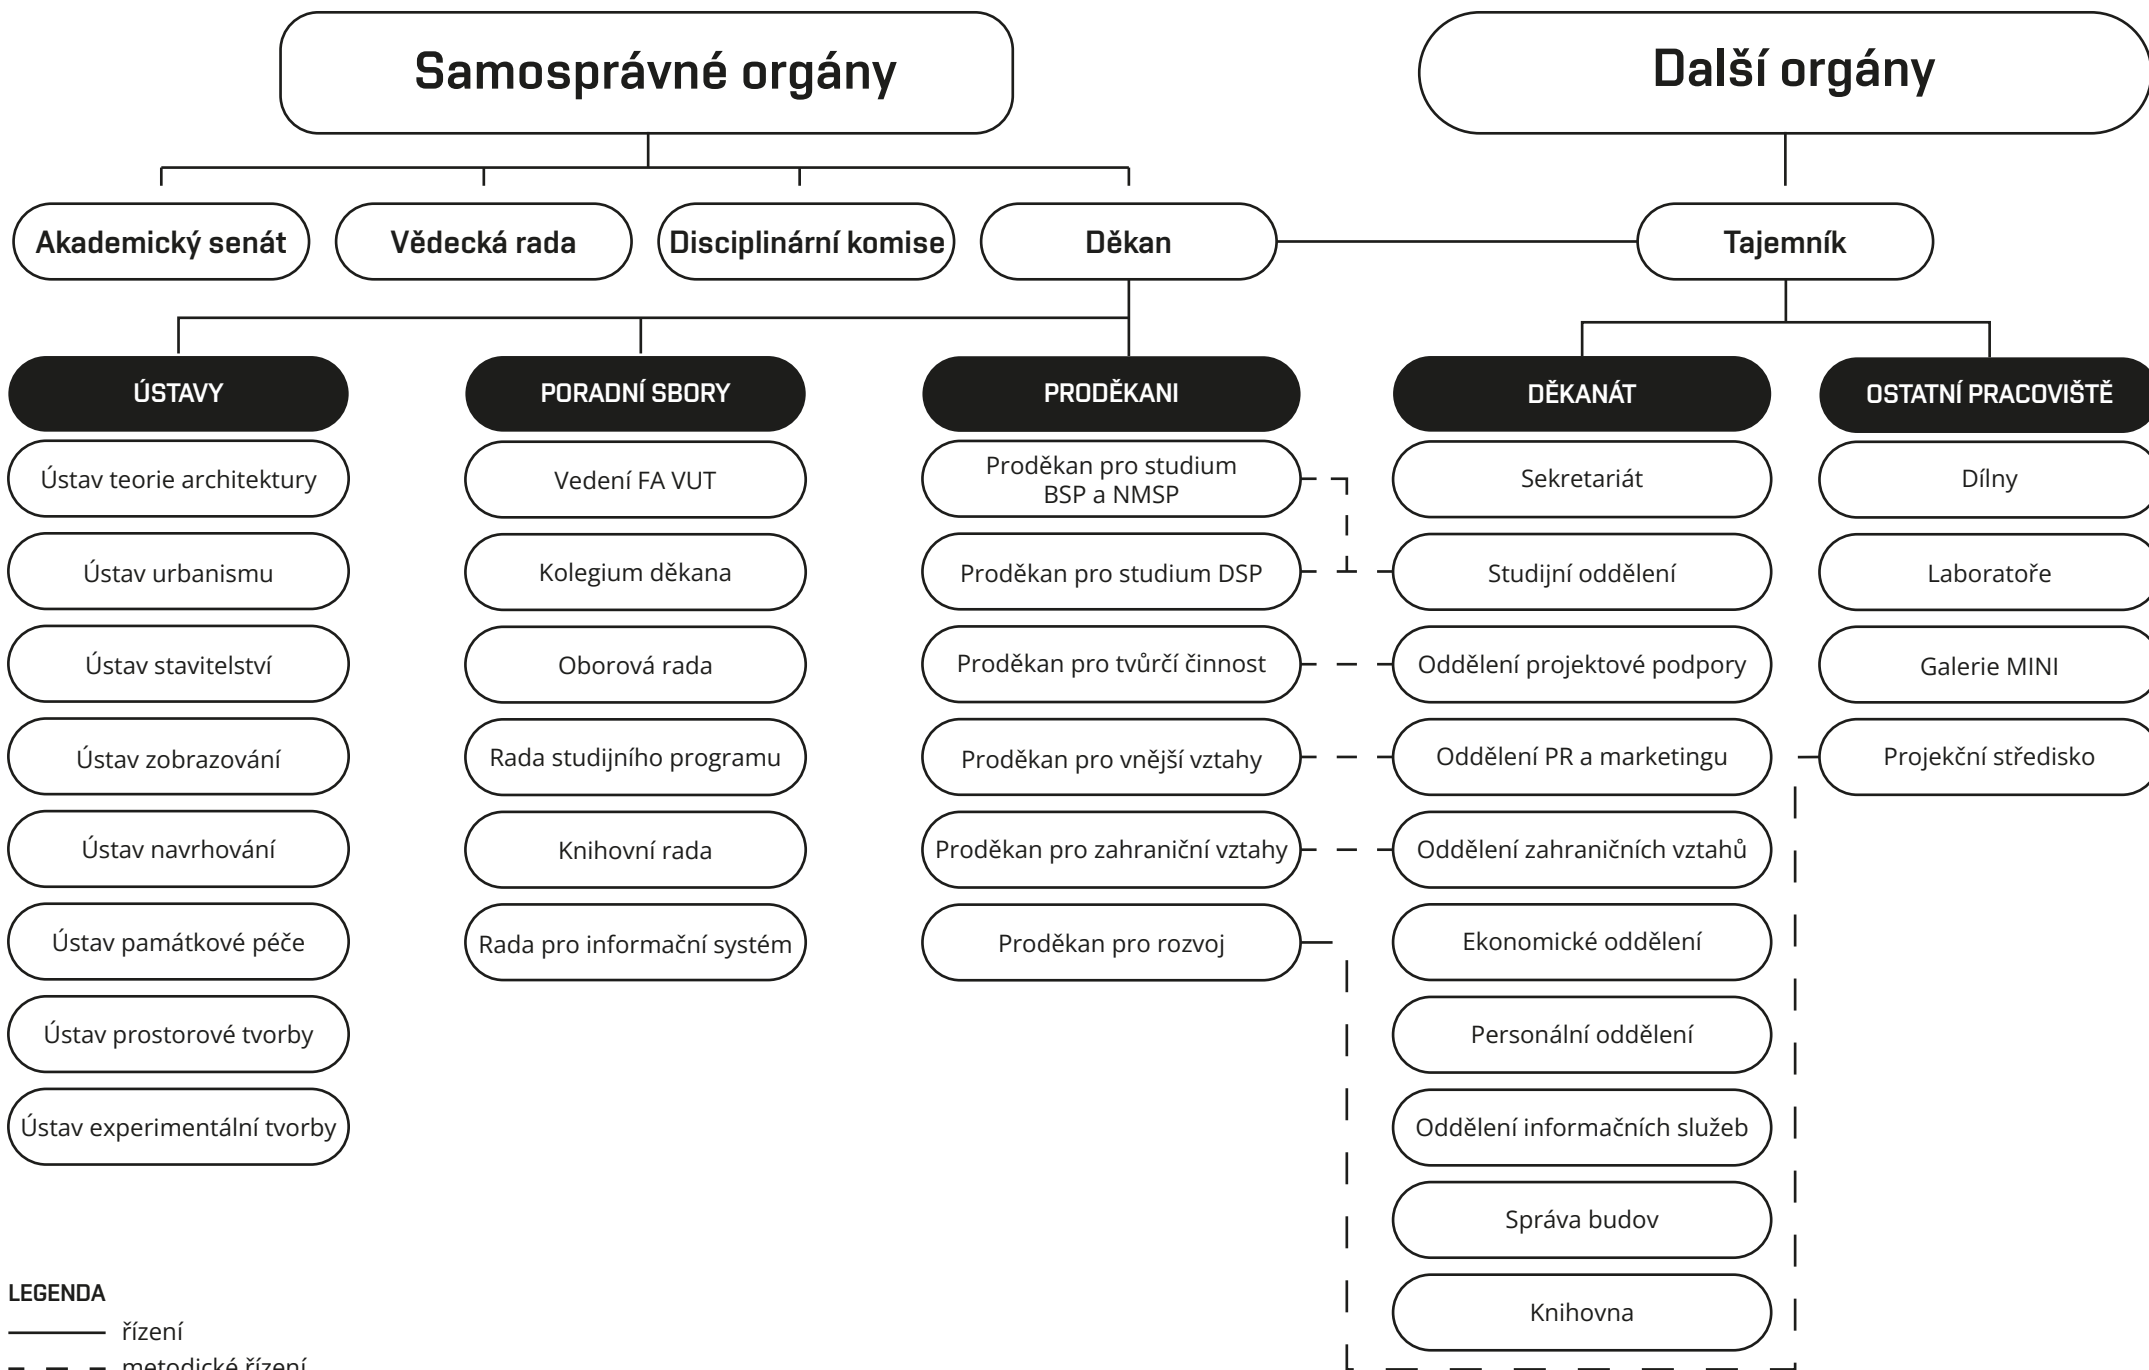 Samosprávné orgány
Další orgány
Akademický senát
Vědecká rada
Disciplinární komise
Děkan
Tajemník
ÚSTAVY
Ústav teorie architektury
Ústav urbanismu
Ústav stavitelství
Ústav zobrazování
Ústav navrhování
Ústav památkové péče
Ústav prostorové tvorby
Ústav experimentální tvorby
PORADNÍ SBORY
Vedení FA VUT
Kolegium děkana
Oborová rada
Rada studijního programu
Knihovní rada
Rada pro informační systém
PRODĚKANI
Proděkan pro studium
BSP a NMSP
Proděkan pro studium DSP
Proděkan pro tvůrčí činnost
Proděkan pro vnější vztahy
Proděkan pro zahraniční vztahy
Proděkan pro rozvoj
DĚKANÁT
Sekretariát
Studijní oddělení
Oddělení projektové podpory
Oddělení PR a marketingu
Oddělení zahraničních vztahů
Ekonomické oddělení
Personální oddělení
Oddělení informačních služeb
Správa budov
Knihovna
OSTATNÍ PRACOVIŠTĚ
Dílny
Laboratoře
Galerie MINI
Projekční středisko
LEGENDA
řízení
metodické řízení